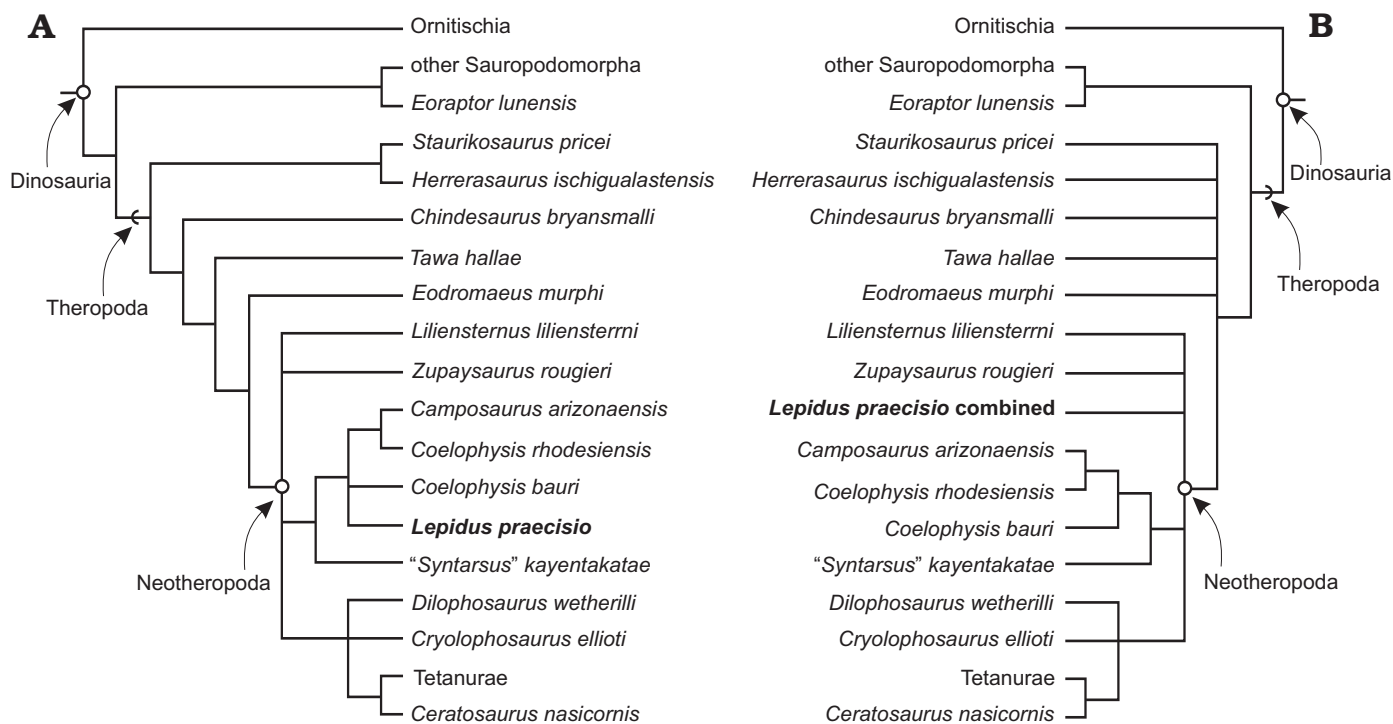 A
Ornitischia
other Sauropodomorpha
Eoraptor lunensis
Staurikosaurus pricei
Herrerasaurus ischigualastensis
Chindesaurus bryansmalli
Tawa hallae
Eodromaeus murphi
Liliensternus liliensterrni
Zupaysaurus rougieri
Camposaurus arizonaensis
Coelophysis rhodesiensis
Coelophysis bauri
Lepidus praecisio
“Syntarsus” kayentakatae
Dilophosaurus wetherilli
Cryolophosaurus ellioti
Tetanurae
Ceratosaurus nasicornis
Dinosauria
Theropoda
Neotheropoda
B
Ornitischia
other Sauropodomorpha
Eoraptor lunensis
Staurikosaurus pricei
Herrerasaurus ischigualastensis
Chindesaurus bryansmalli
Tawa hallae
Eodromaeus murphi
Liliensternus liliensterrni
Zupaysaurus rougieri
Lepidus praecisio combined
Camposaurus arizonaensis
Coelophysis rhodesiensis
Coelophysis bauri
“Syntarsus” kayentakatae
Dilophosaurus wetherilli
Cryolophosaurus ellioti
Tetanurae
Ceratosaurus nasicornis
Dinosauria
Theropoda
Neotheropoda